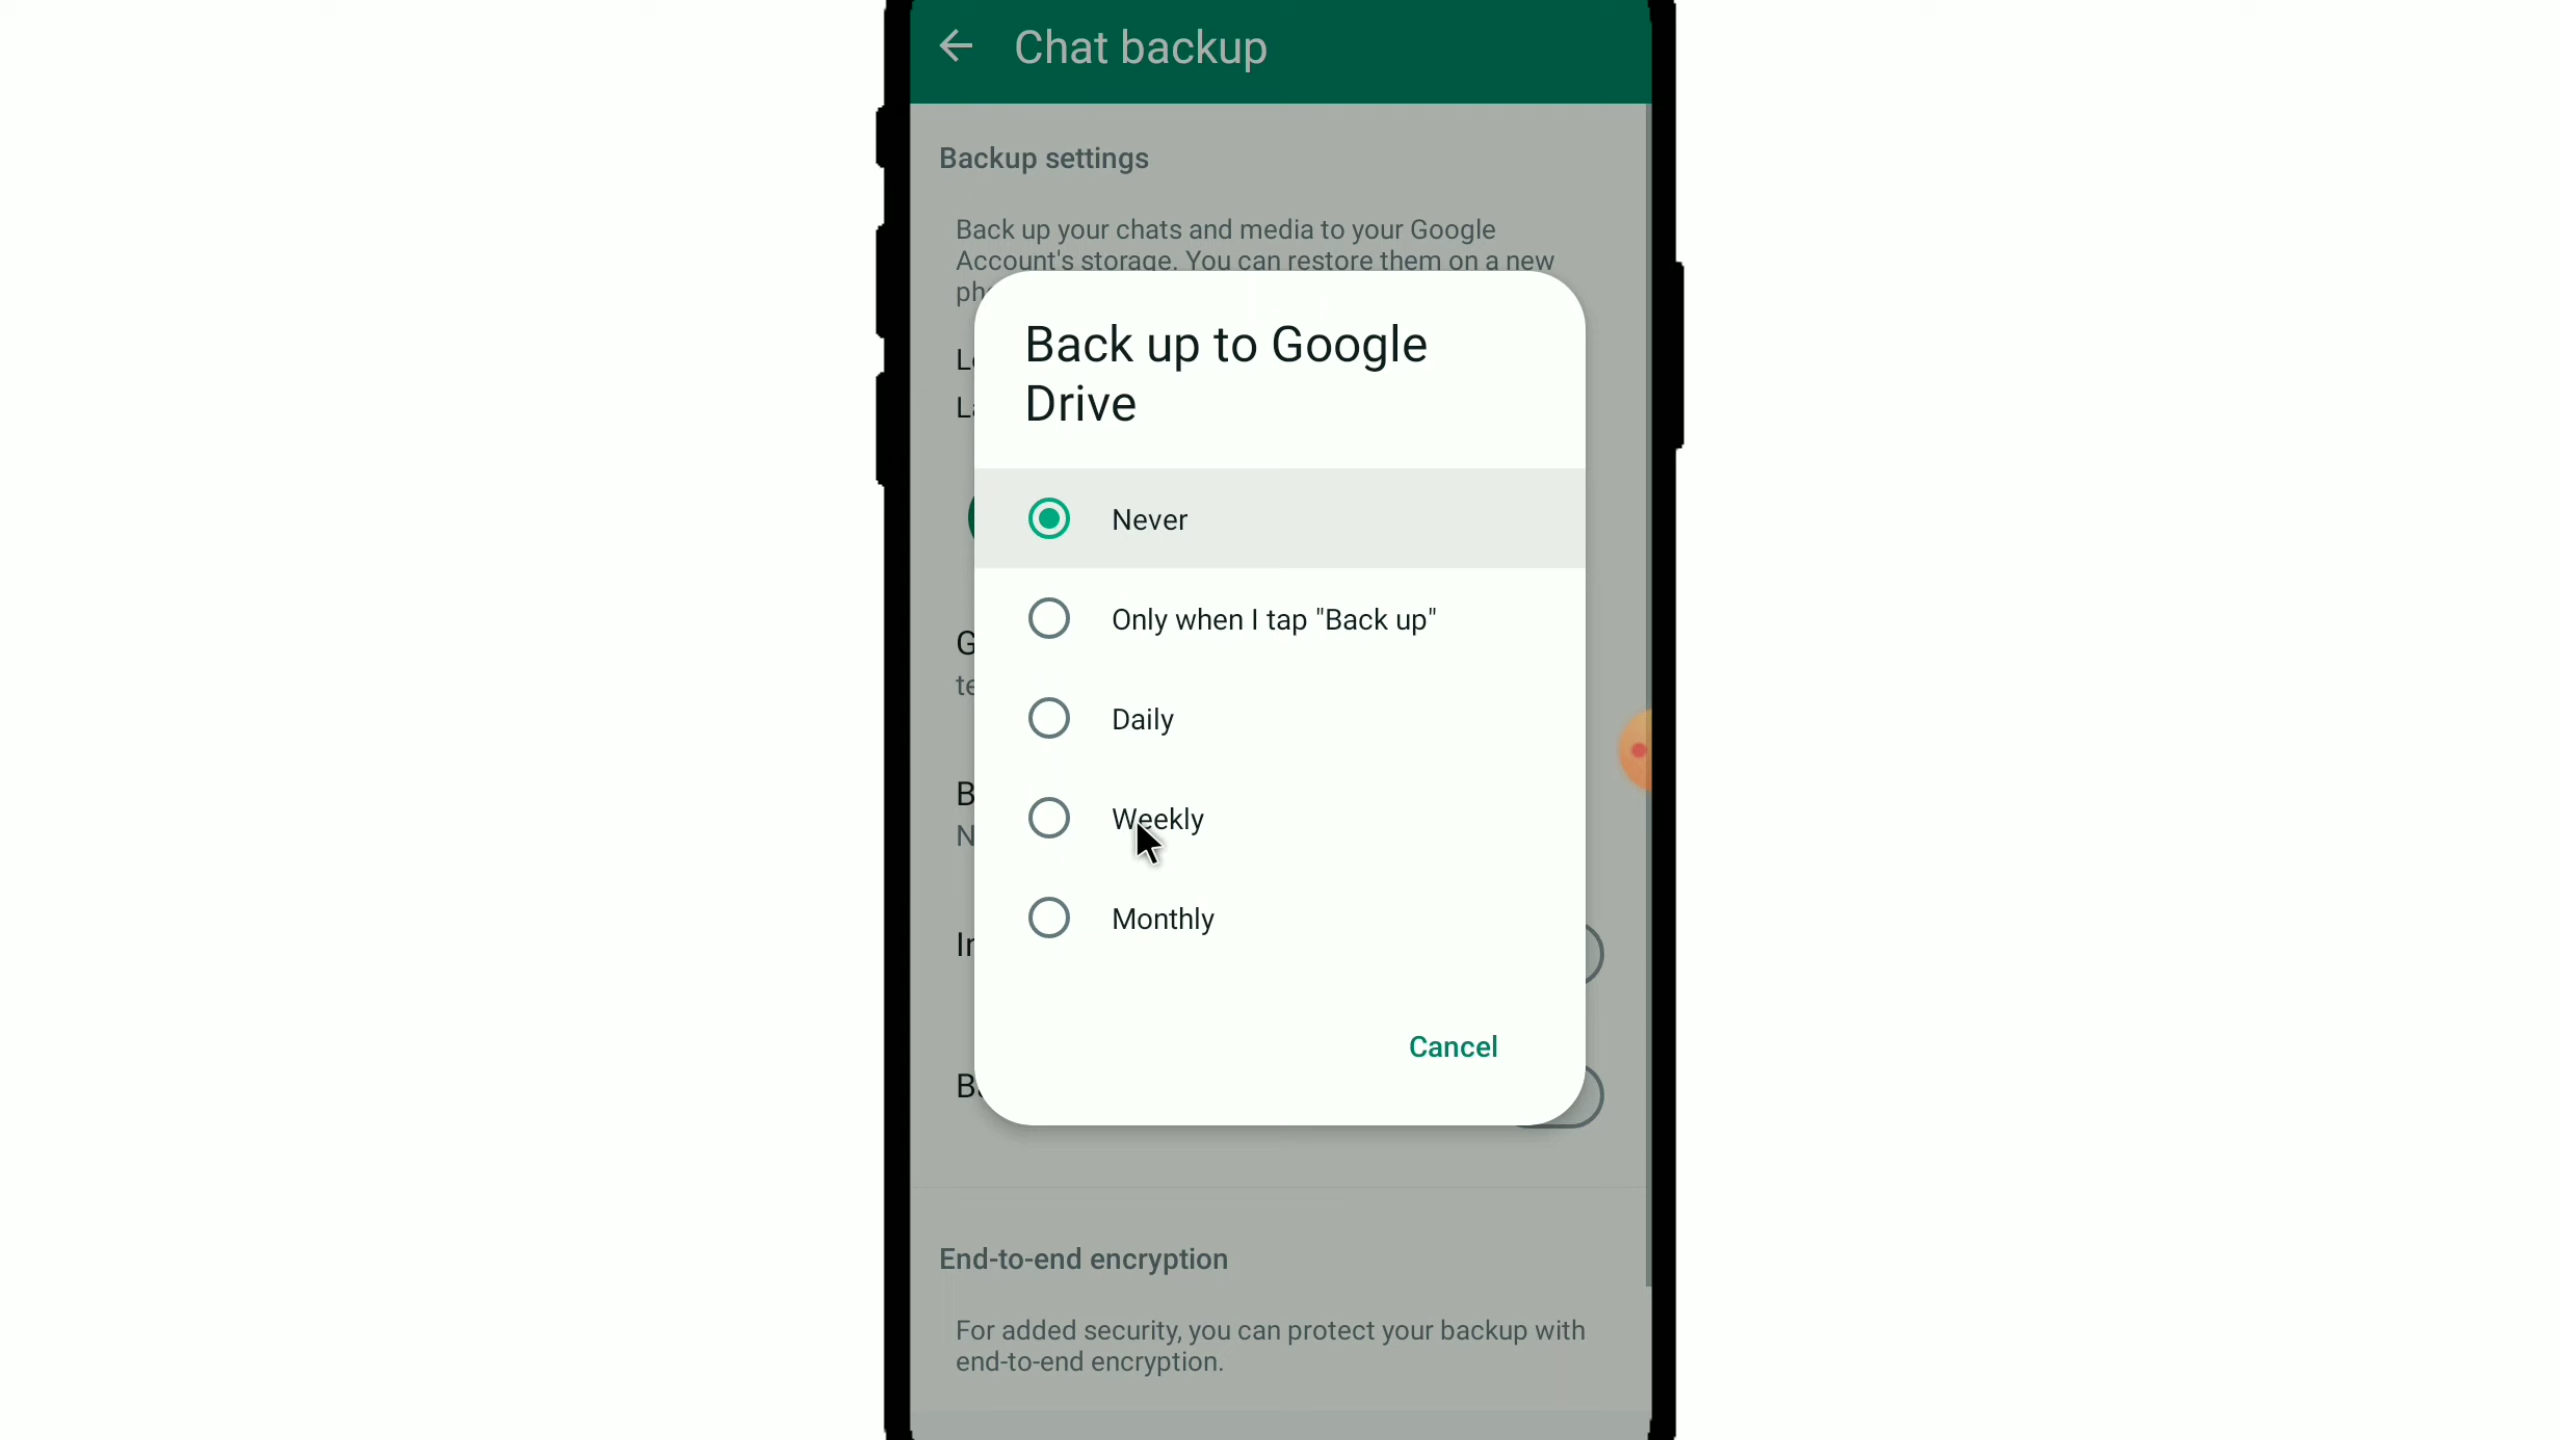 Chat backup
Backup settings
Back up your chats and media to your Google
Account's storage. You can restore them on a new
Back up to Google
Drive
Never
Only when I tap "Back up"
Daily
Weekly
Monthly
Cancel
End-to-end encryption
For added security, you can protect your backup with
end-to-end encryption.